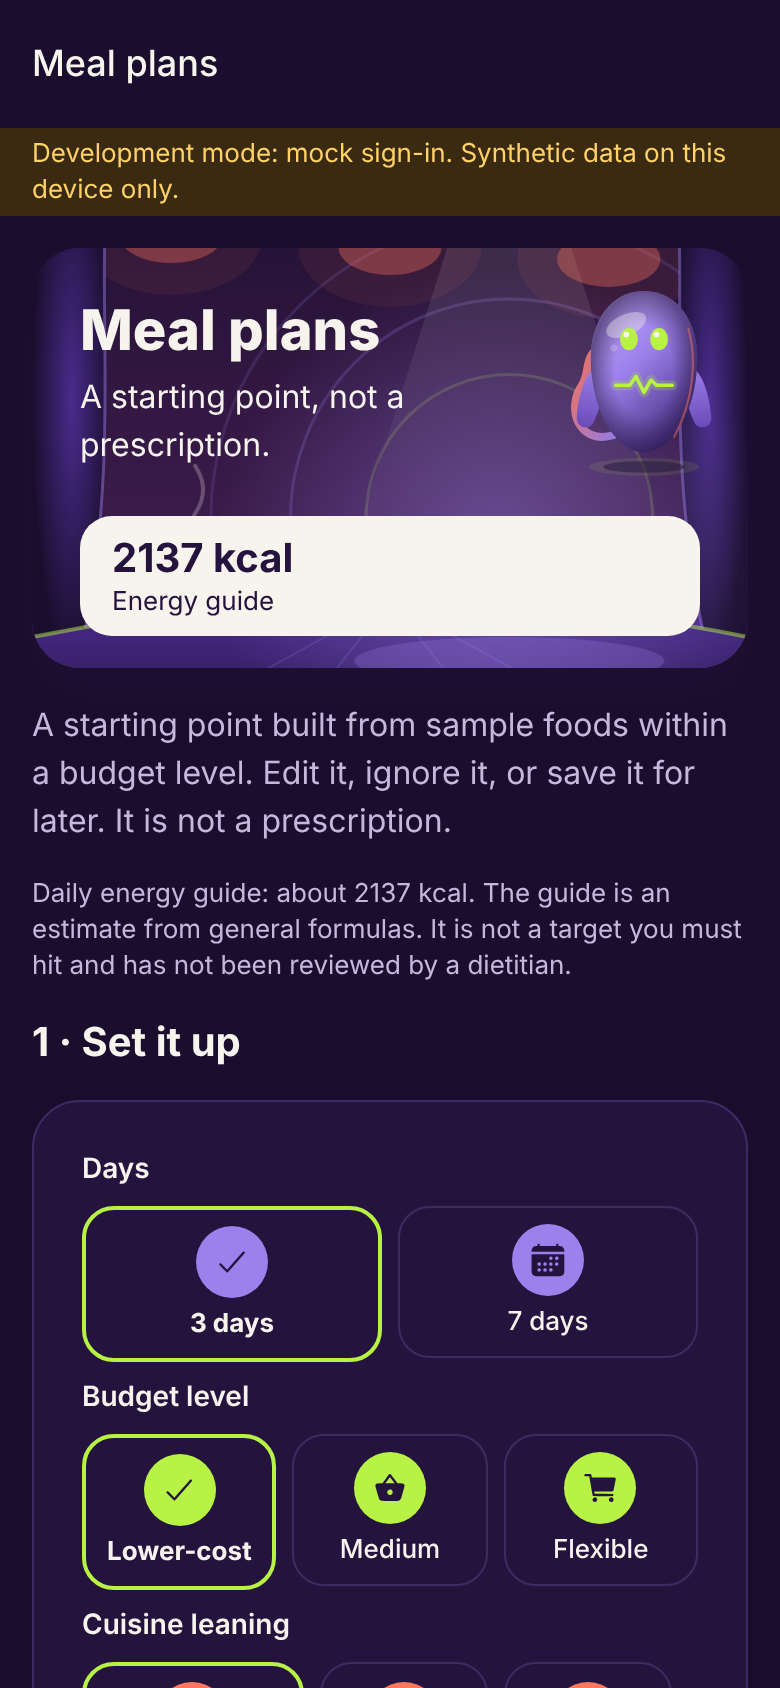 Meal plans
Development mode: mock sign-in. Synthetic data on this
device only.
Meal plans
A starting point, not a
prescription.
2137 kcal
Energy guide
A starting point built from sample foods within
a budget level. Edit it, ignore it, or save it for
later. It is not a prescription.
Daily energy guide: about 2137 kcal. The guide is an
estimate from general formulas. It is not a target you must
hit and has not been reviewed by a dietitian.
1 · Set it up
Days
3 days
7 days
Budget level
Lower-cost
Medium
Flexible
Cuisine leaning